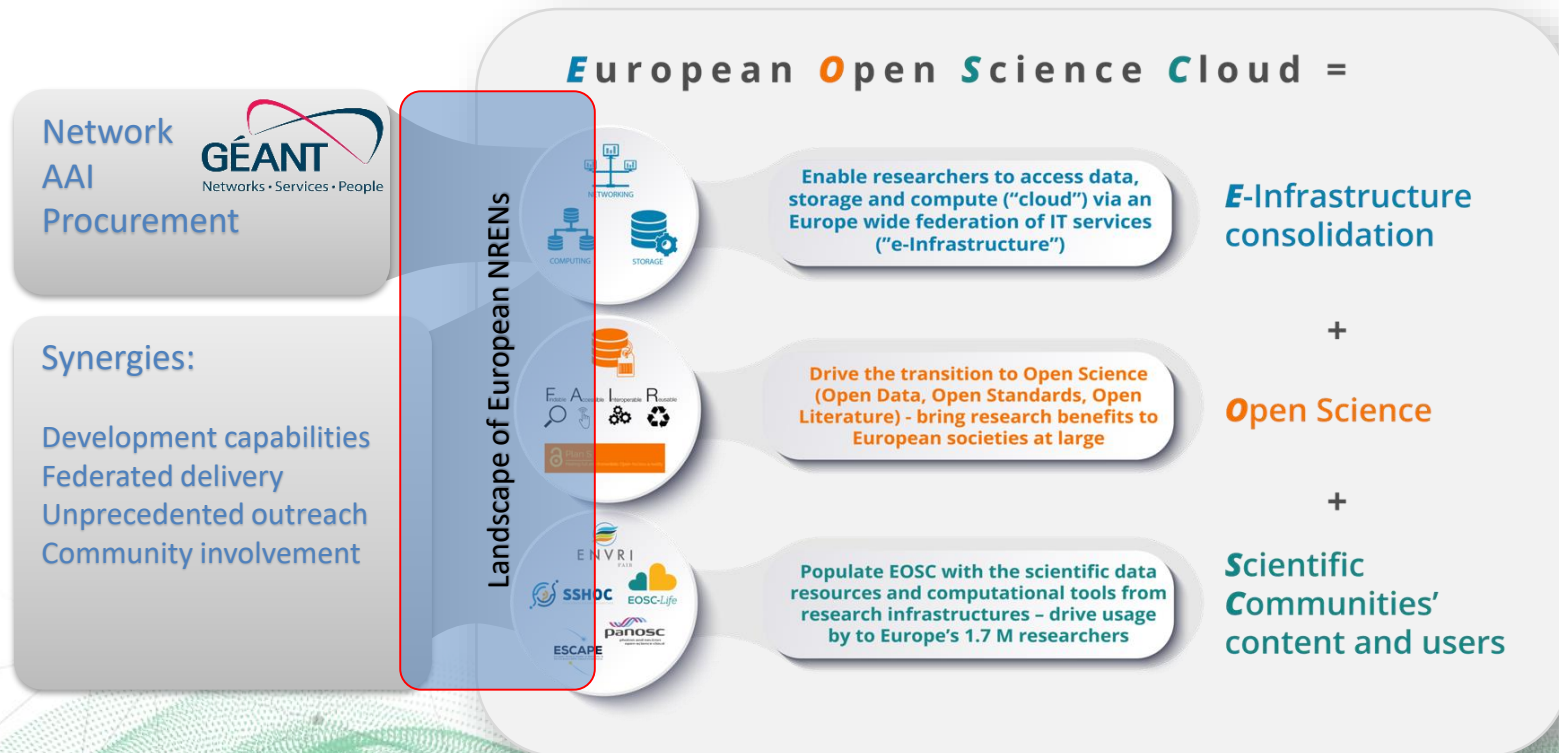 European Open Science Cloud =
Network
AAI
Procurement
GÉANT
Networks · Services · People
Synergies:
Development capabilities
Federated delivery
Unprecedented outreach
Community involvement
Landscape of European NRENs
NETWORKING
COMPUTING
STORAGE
Enable researchers to access data,
storage and compute (“cloud”) via an
Europe wide federation of IT services
(”e-Infrastructure”)
E-Infrastructure
consolidation
+
Findable Accessible Interoperable Reusable
Drive the transition to Open Science
(Open Data, Open Standards, Open
Literature) - bring research benefits to
European societies at large
Open Science
+
ENVRI
FAIR
SSHOC
EOSC-Life
panosc
ESCAPE
Populate EOSC with the scientific data
resources and computational tools from
research infrastructures – drive usage
by to Europe’s 1.7 M researchers
Scientific
Communities’
content and users